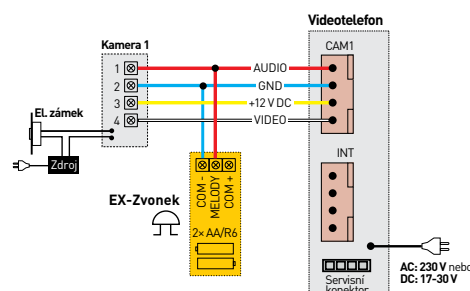 Videotelefon
Kamera 1
CAM1
1
AUDIO
2
GND
3
+12 V DC
4
VIDEO
El. zámek
Zdroj
INT
EX-Zvonek
COM -
MELODY
COM +
2× AA/R6
AC: 230 V nebo
DC: 17-30 V
Servisní
konektor